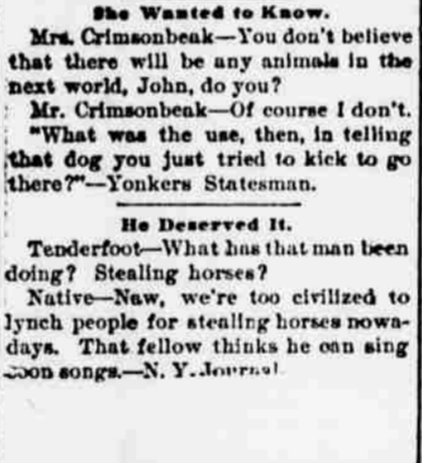 She Wanted to Know.
Mrs. Crimsonbeak—You don't believe
that there will be any animals in the
next world, John, do you?
Mr. Crimsonbeak—Of course I don't.
"What was the use, then, in telling
that dog you just tried to kick to go
there?"—Yonkers Statesman.
He Deserved It.
Tenderfoot—What has that man been
doing? Stealing horses?
Native—Naw, we're too civilized to
lynch people for stealing horses nowa-
days. That fellow thinks he can sing
coon songs.—N. Y. Journal.